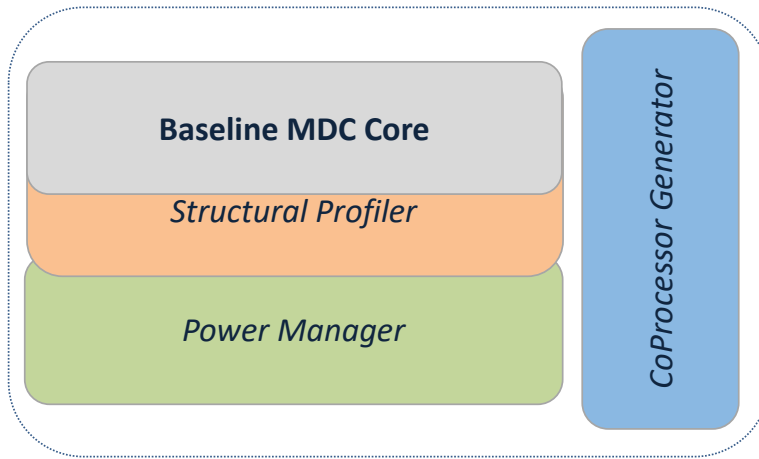 Baseline MDC Core
Structural Profiler
Power Manager
CoProcessor Generator